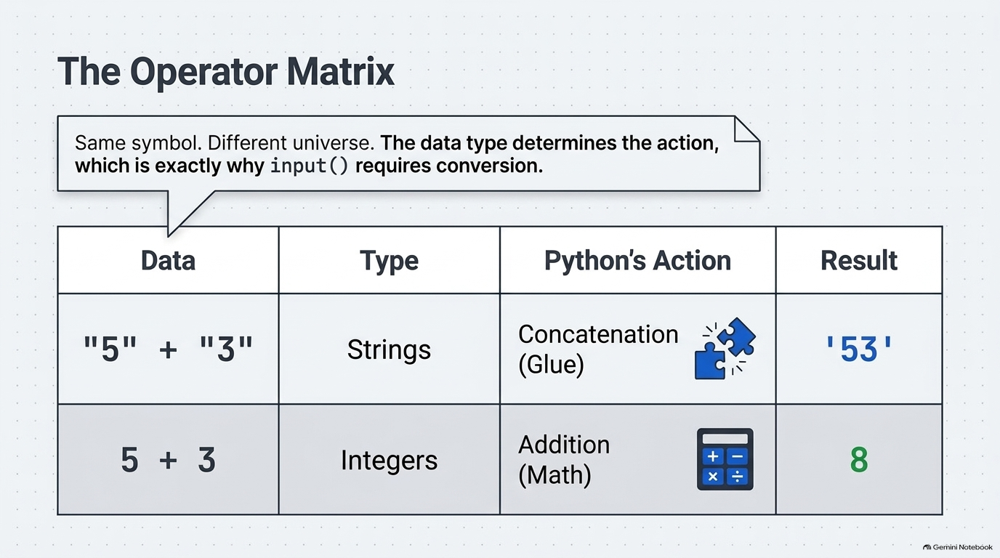 The Operator Matrix
Same symbol. Different universe. The data type determines the action,
which is exactly why input() requires conversion.
Data Type Python's Action Result
"5" + "3" Strings Concatenation (Glue) '53'
5 + 3 Integers Addition (Math) 8
+ −
× ÷
Gemini Notebook